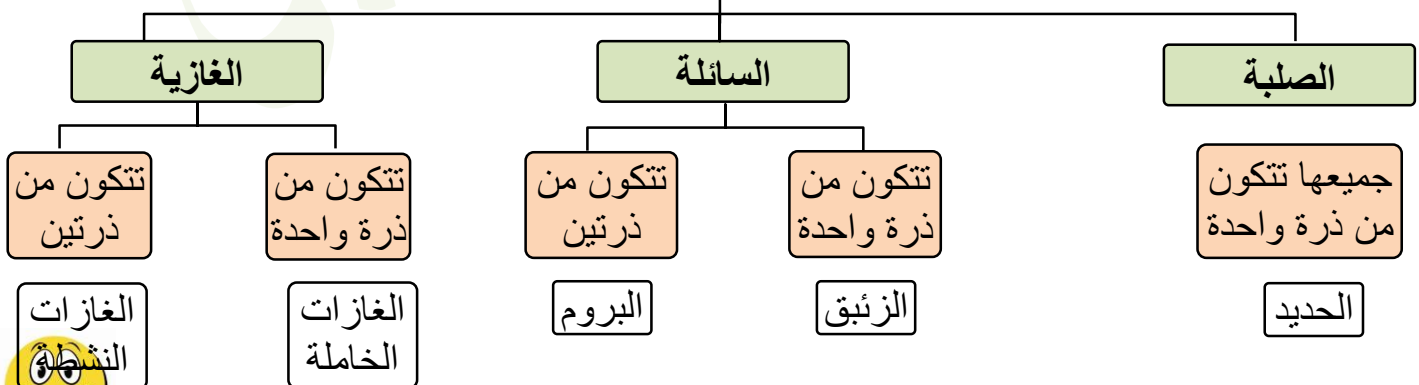 الصلبة
السائلة
الغازية
جميعها تتكون
من ذرة واحدة
تتكون من
ذرة واحدة
تتكون من
ذرتين
تتكون من
ذرة واحدة
تتكون من
ذرتين
الحديد
الزئبق
البروم
الغازات
الخاملة
الغازات
النشطة